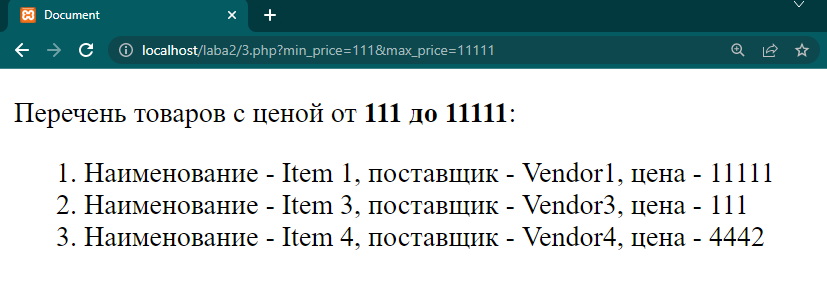 Document
localhost/laba2/3.php?min_price=111&max_price=11111
Перечень товаров с ценой от 111 до 11111:
1. Наименование - Item 1, поставщик - Vendor1, цена - 11111
2. Наименование - Item 3, поставщик - Vendor3, цена - 111
3. Наименование - Item 4, поставщик - Vendor4, цена - 4442